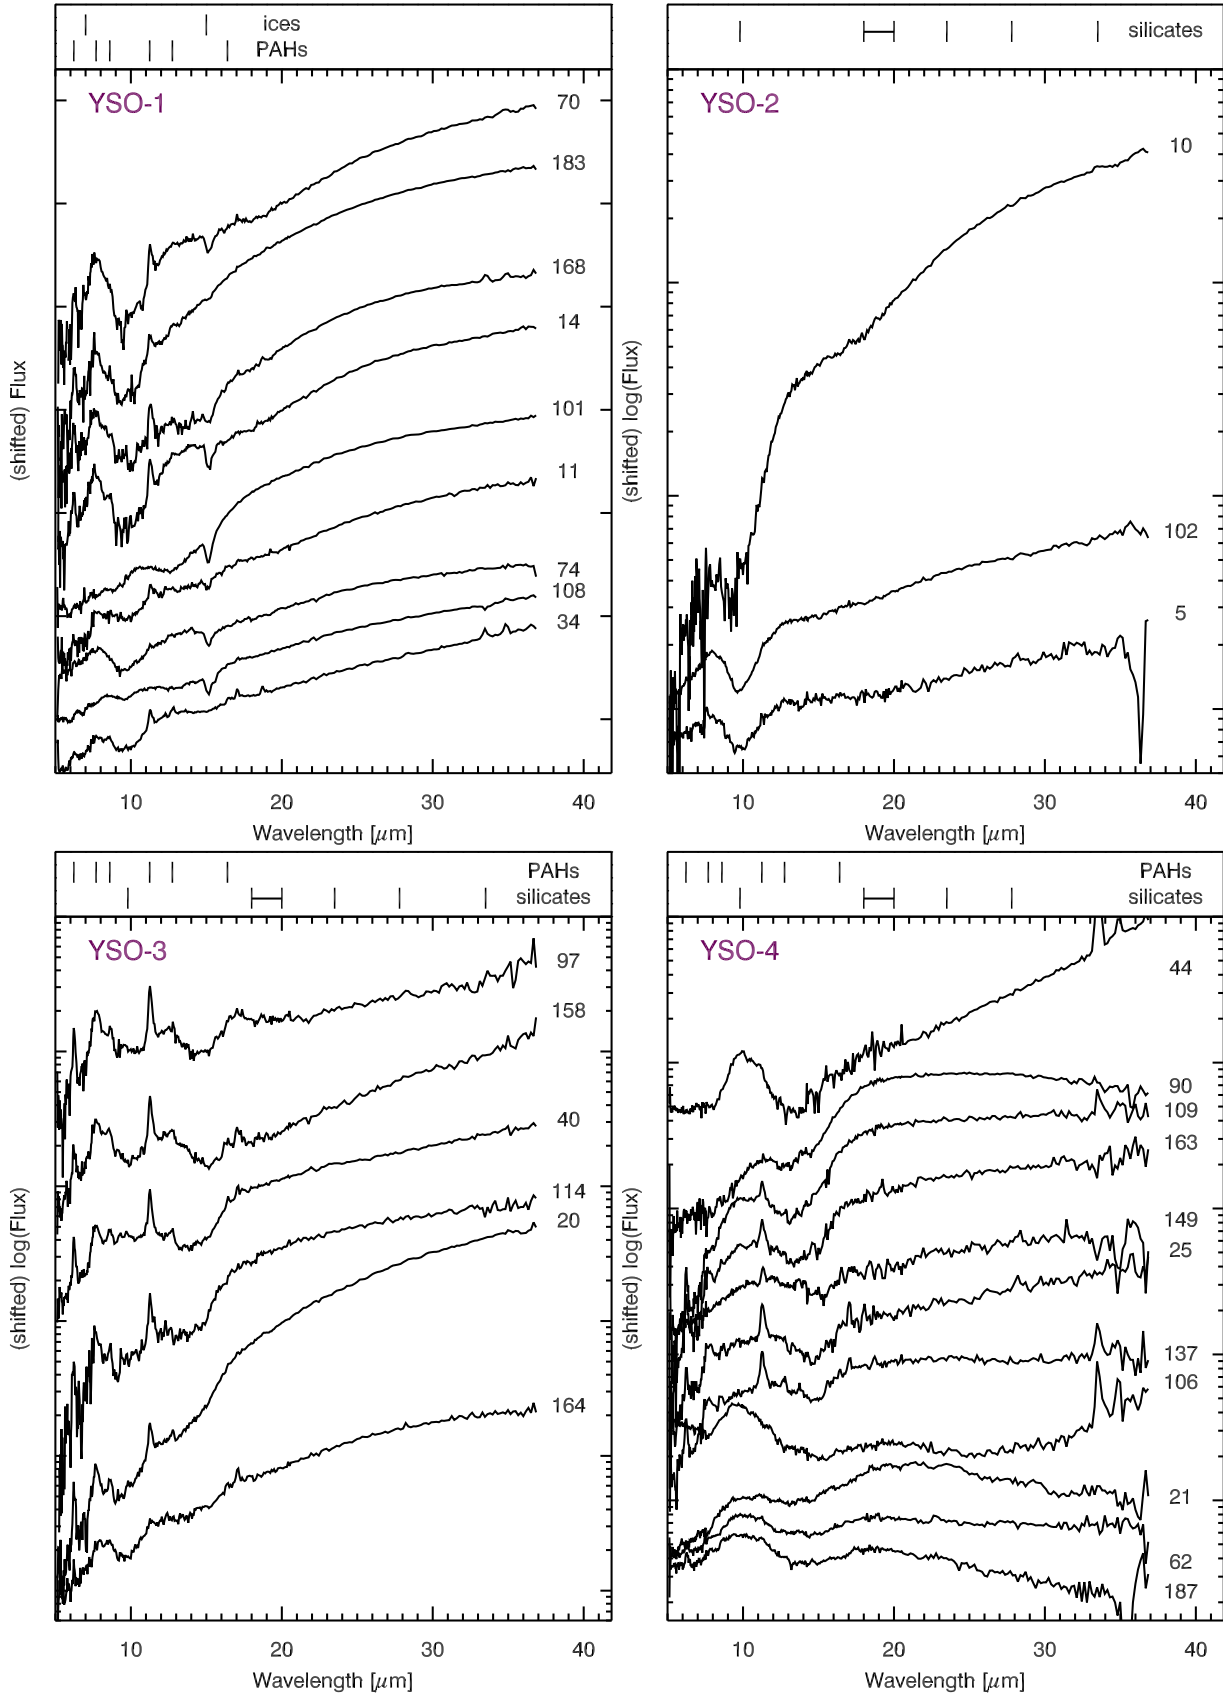 ices
PAHs
YSO-1
70
183
168
14
101
11
74
108
34
(shifted) Flux
10 20 30 40
Wavelength [μm]
silicates
YSO-2
10
102
5
(shifted) log(Flux)
10 20 30 40
Wavelength [μm]
PAHs
silicates
YSO-3
97
158
40
114
20
164
(shifted) log(Flux)
10 20 30 40
Wavelength [μm]
PAHs
silicates
YSO-4
44
90
109
163
149
25
137
106
21
62
187
(shifted) log(Flux)
10 20 30 40
Wavelength [μm]